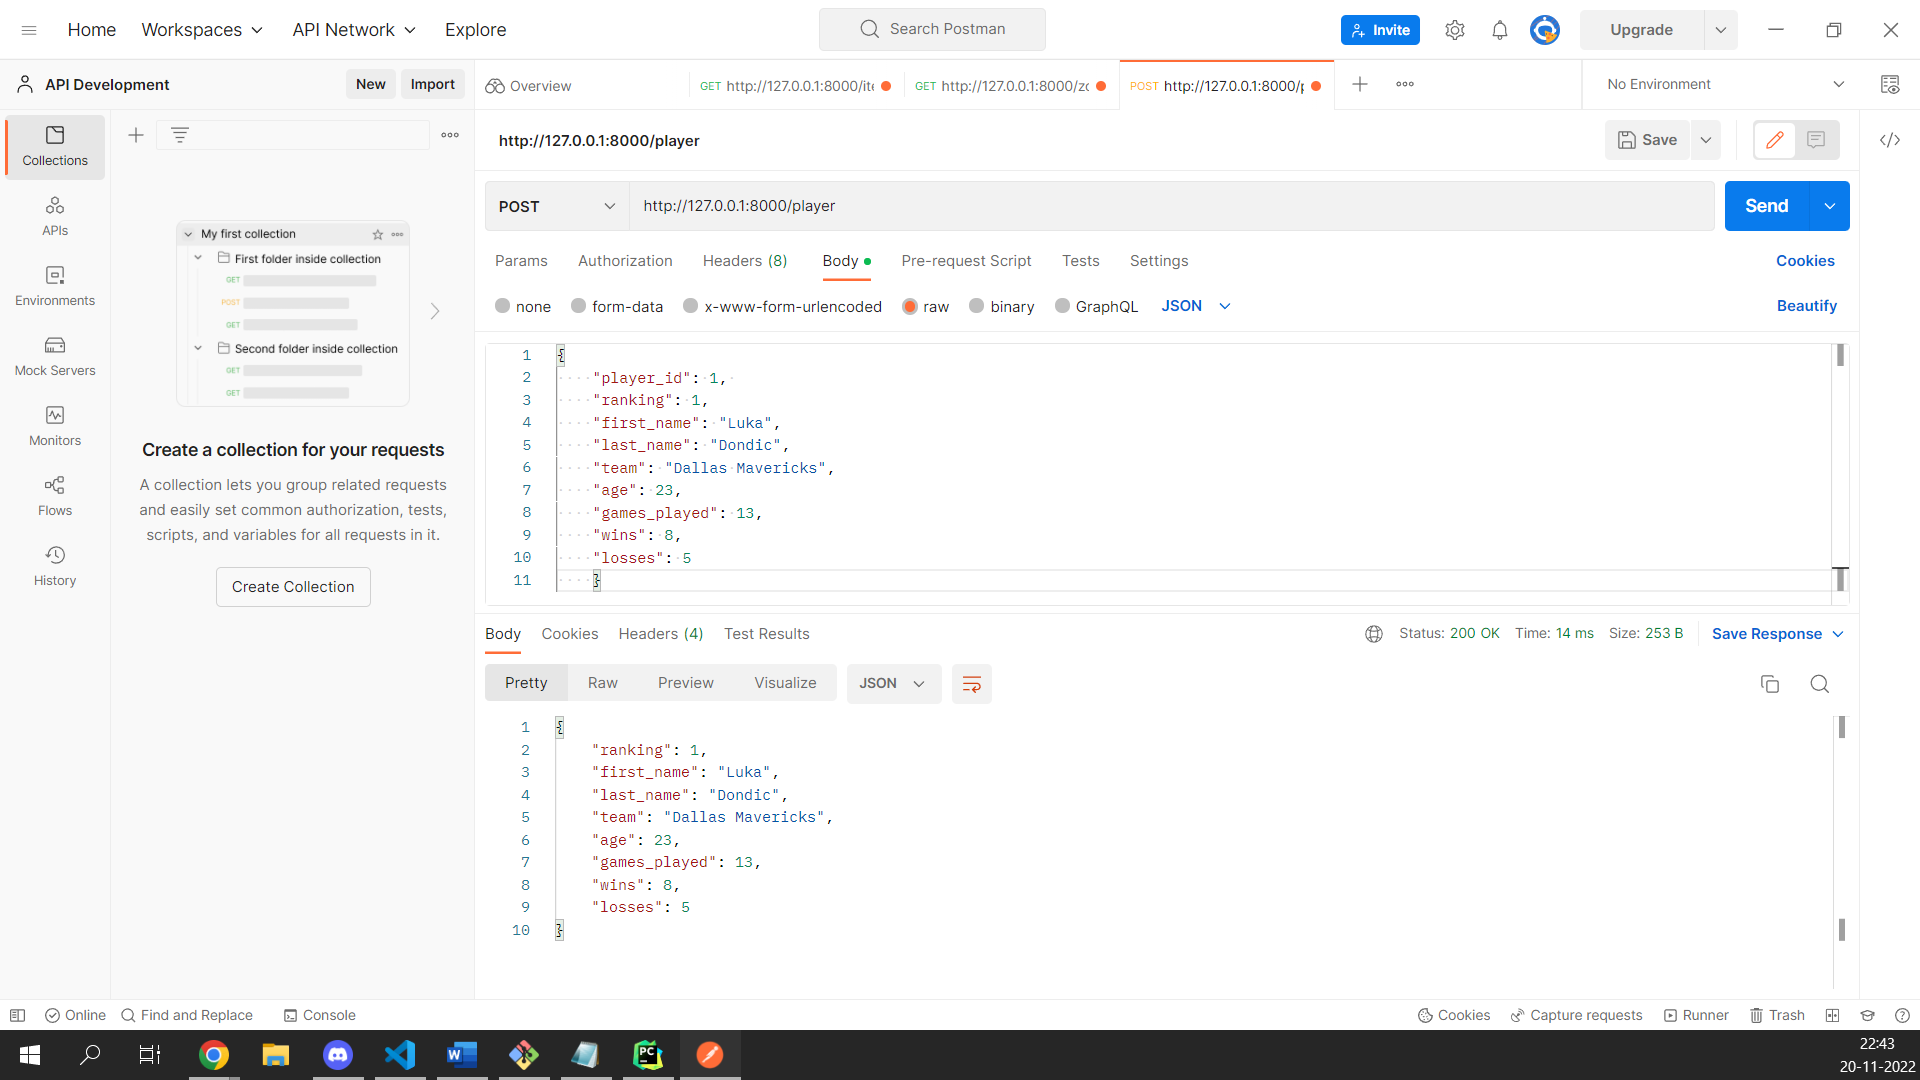 Home Workspaces API Network Explore Search Postman Invite Upgrade
API Development New Import Overview GET http://127.0.0.1:8000/ite GET http://127.0.0.1:8000/zo POST http://127.0.0.1:8000/p No Environment
Collections
APIs
Environments
Mock Servers
Monitors
Flows
History
My first collection
First folder inside collection
GET
POST
GET
Second folder inside collection
GET
GET
Create a collection for your requests
A collection lets you group related requests
and easily set common authorization, tests,
scripts, and variables for all requests in it.
Create Collection
http://127.0.0.1:8000/player Save
POST http://127.0.0.1:8000/player Send
Params Authorization Headers (8) Body Pre-request Script Tests Settings Cookies
none form-data x-www-form-urlencoded raw binary GraphQL JSON Beautify
1 {
2 "player_id": 1,
3 "ranking": 1,
4 "first_name": "Luka",
5 "last_name": "Dondic",
6 "team": "Dallas Mavericks",
7 "age": 23,
8 "games_played": 13,
9 "wins": 8,
10 "losses": 5
11 }
Body Cookies Headers (4) Test Results Status: 200 OK Time: 14 ms Size: 253 B Save Response
Pretty Raw Preview Visualize JSON
1 {
2 "ranking": 1,
3 "first_name": "Luka",
4 "last_name": "Dondic",
5 "team": "Dallas Mavericks",
6 "age": 23,
7 "games_played": 13,
8 "wins": 8,
9 "losses": 5
10 }
Online Find and Replace Console Cookies Capture requests Runner Trash
22:43
20-11-2022